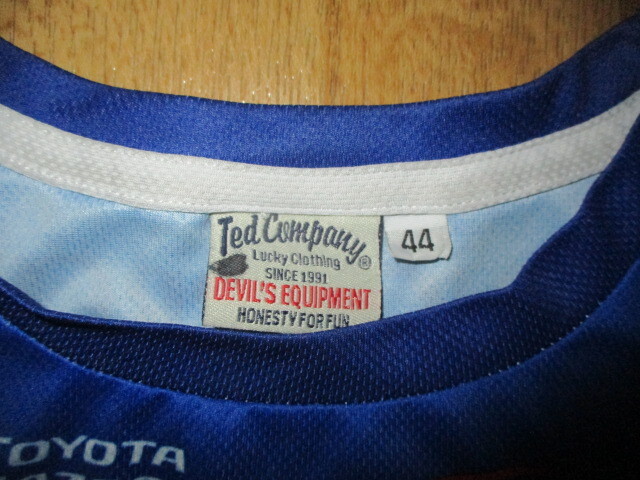 Ted Company®
Lucky Clothing
SINCE 1991
DEVIL'S EQUIPMENT
HONESTY FOR FUN
44
TOYOTA